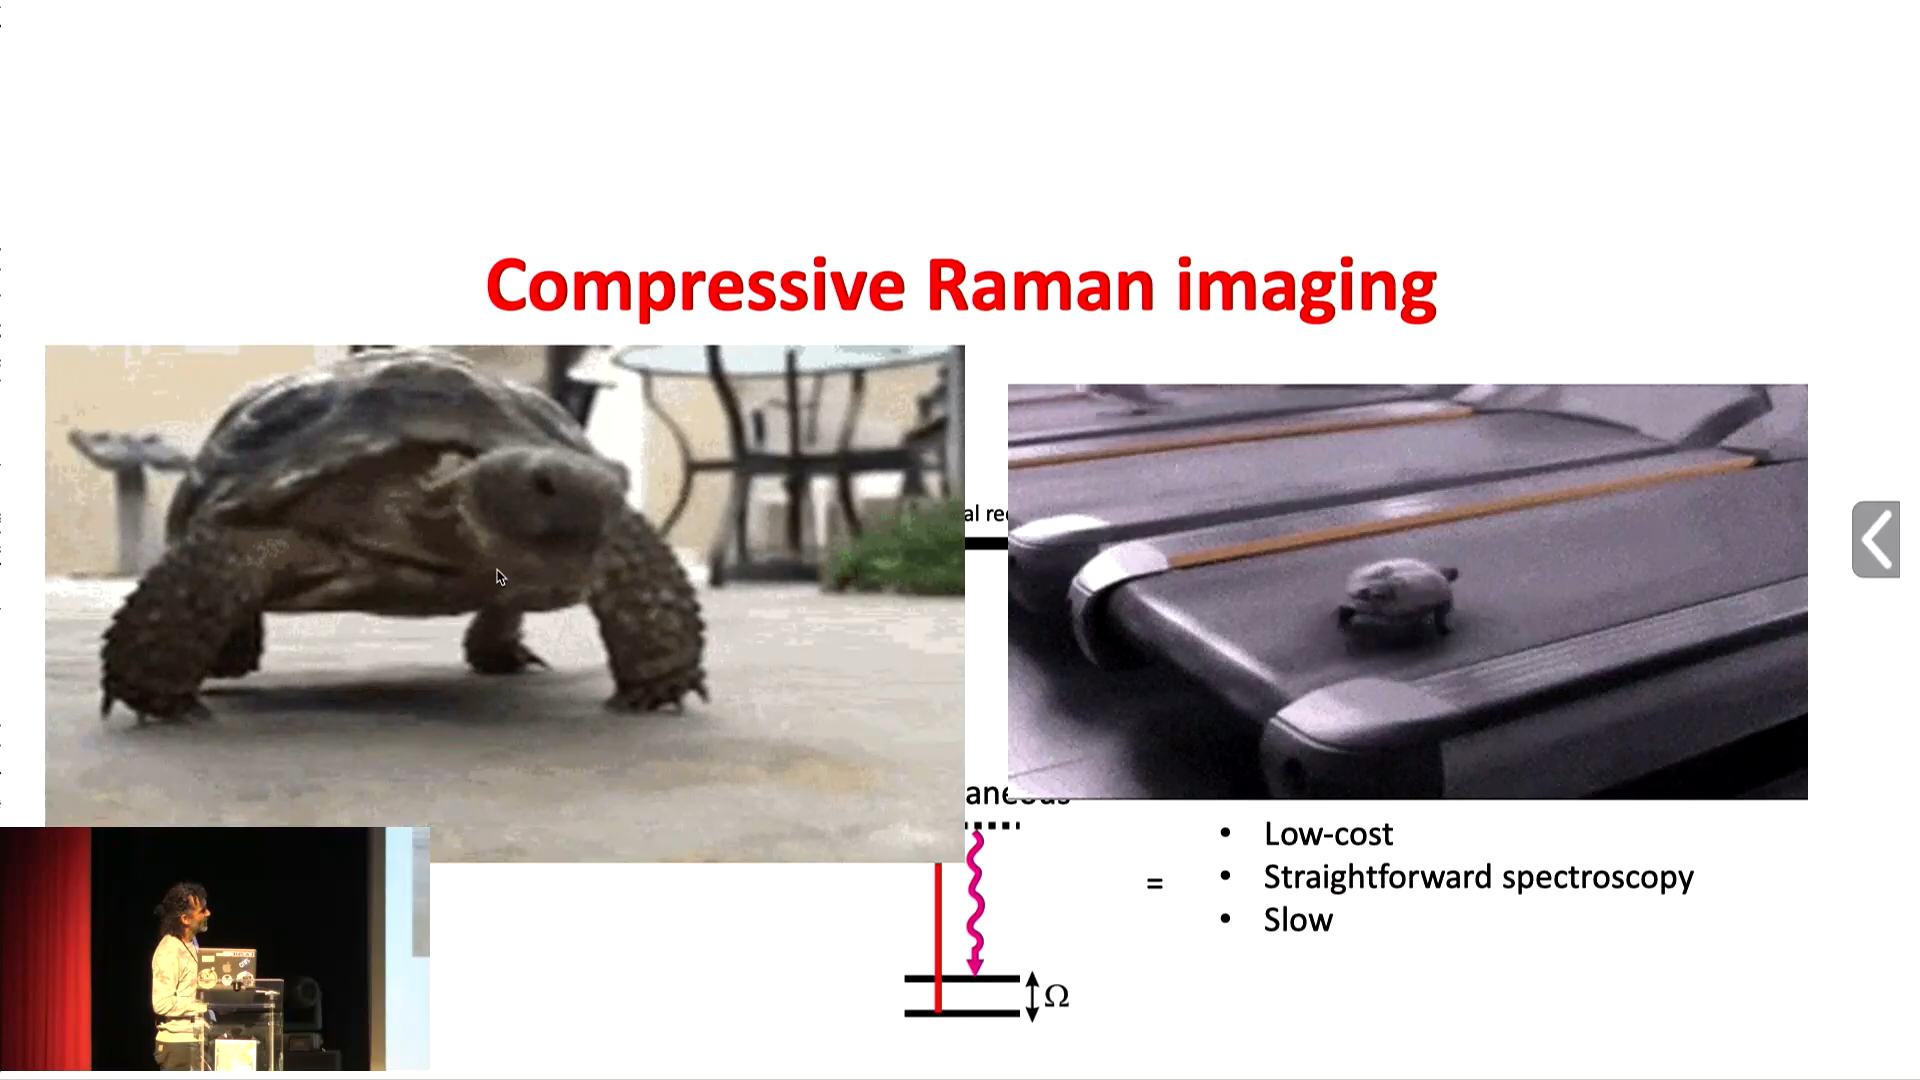 Compressive Raman imaging
al re
aneous
• Low-cost
= • Straightforward spectroscopy
• Slow
Ω